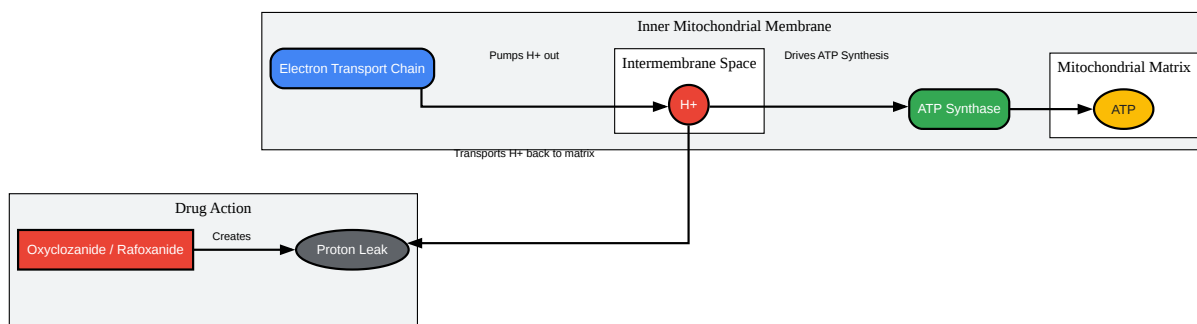 Inner Mitochondrial Membrane
Electron Transport Chain
Pumps H+ out
Intermembrane Space
H+
Drives ATP Synthesis
ATP Synthase
Mitochondrial Matrix
ATP
Transports H+ back to matrix
Drug Action
Oxyclozanide / Rafoxanide
Creates
Proton Leak